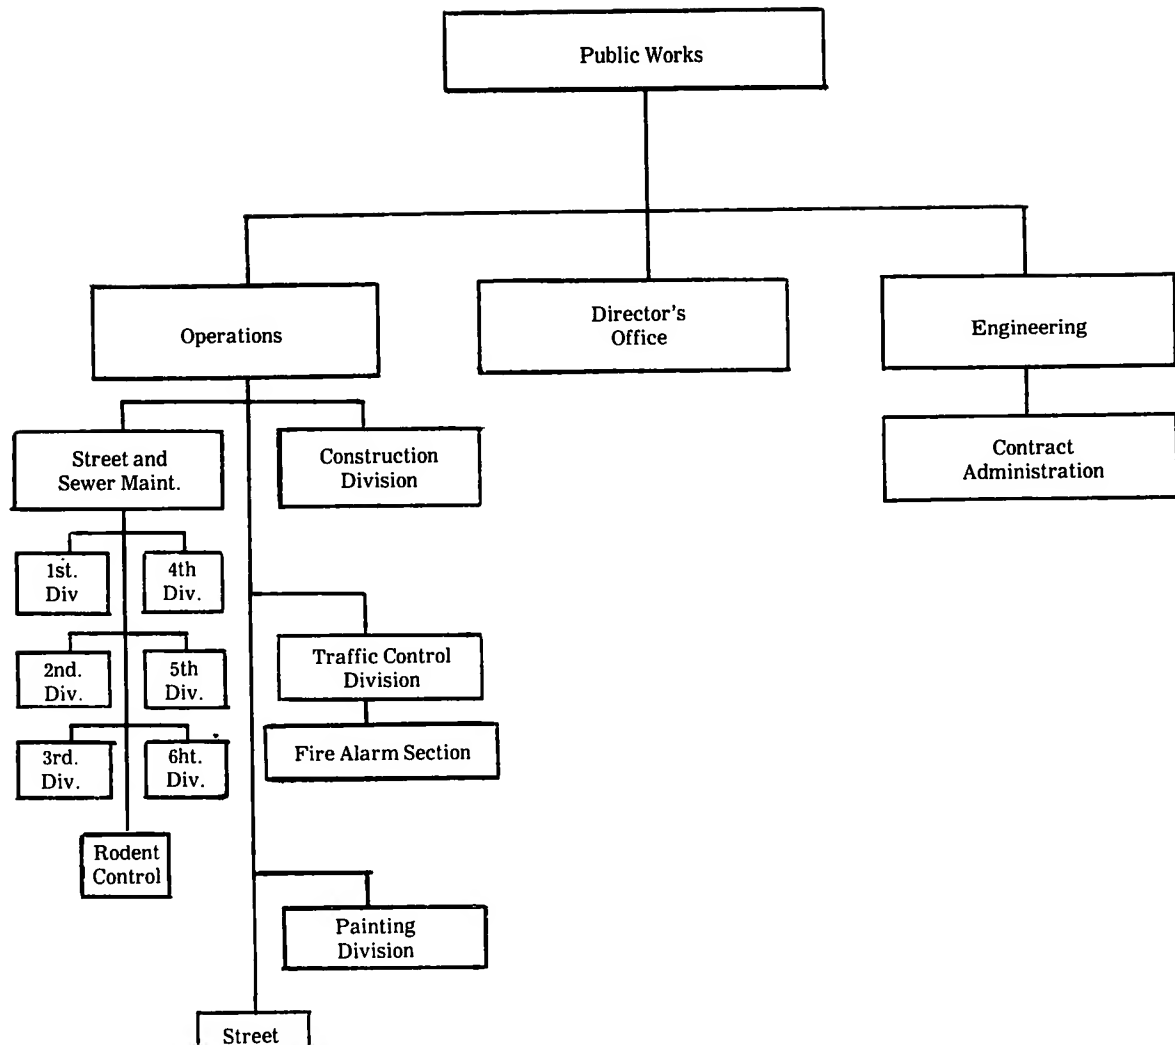 Public Works
Operations
Director's
Office
Engineering
Street and
Sewer Maint.
Construction
Division
Contract
Administration
1st.
Div
4th
Div.
2nd.
Div.
5th
Div.
Traffic Control
Division
3rd.
Div.
6ht.
Div.
Fire Alarm Section
Rodent
Control
Painting
Division
Street